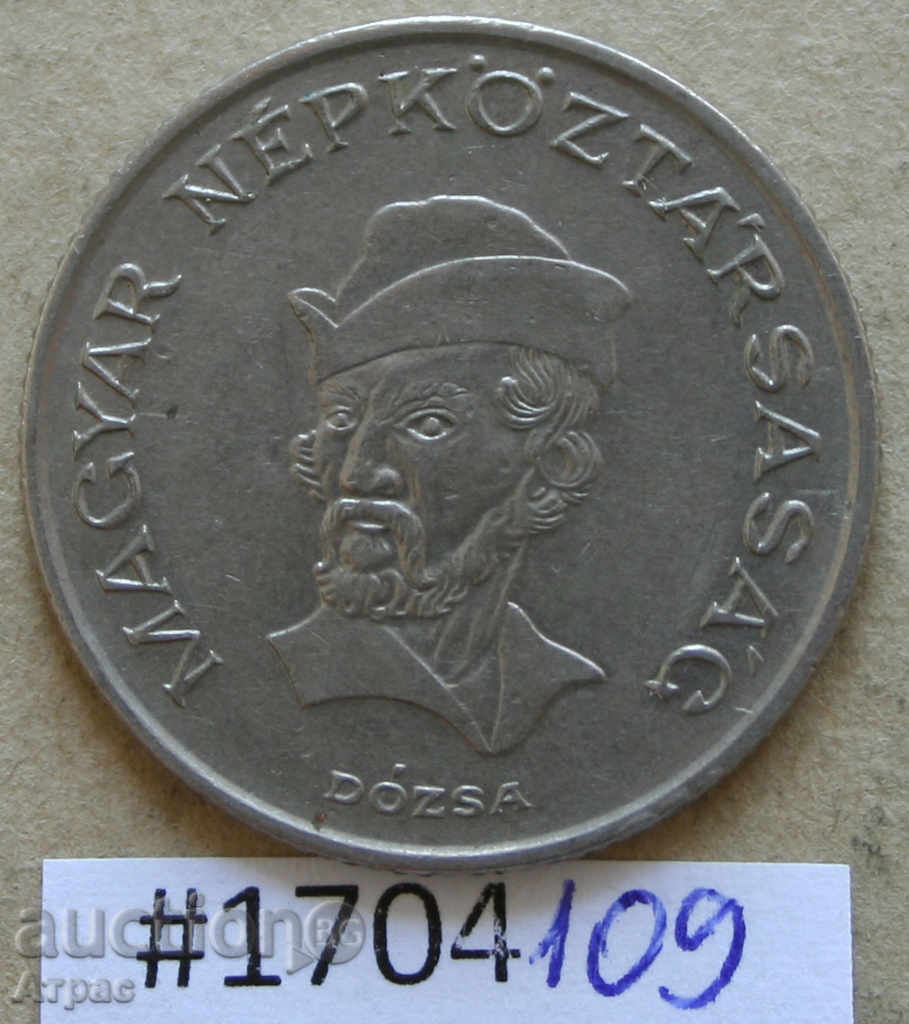 MAGYAR NÉPKÖZTÁRSASÁG
DÓZSA
#1704109
auction BG
Атрас